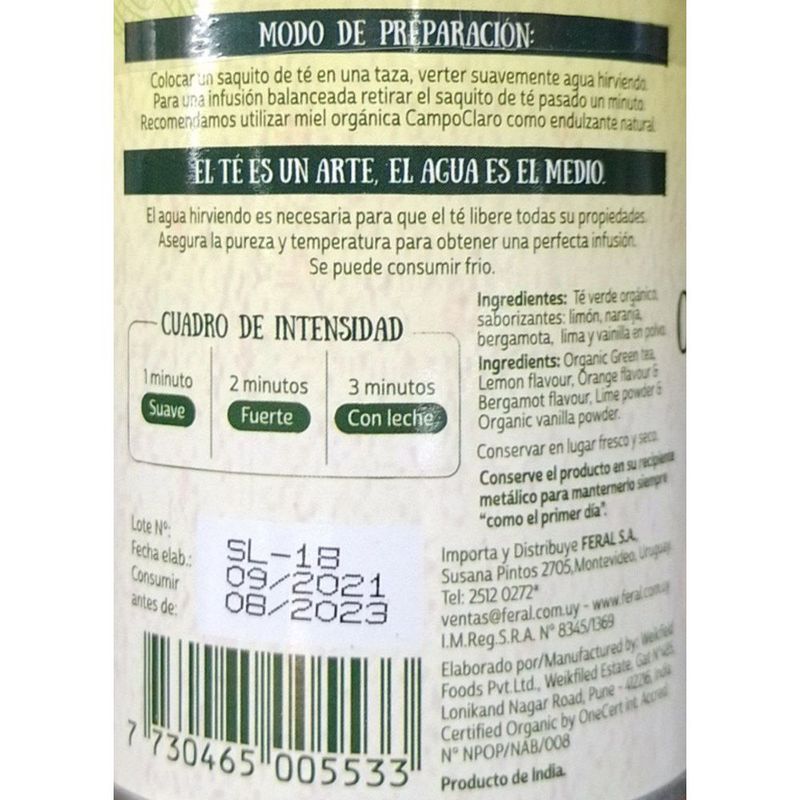 MODO DE PREPARACIÓN:
Colocar un saquito de té en una taza, verter suavemente agua hirviendo.
Para una infusión balanceada retirar el saquito de té pasado un minuto.
Recomendamos utilizar miel orgánica CampoClaro como endulzante natural.
EL TÉ ES UN ARTE, EL AGUA ES EL MEDIO.
El agua hirviendo es necesaria para que el té libere todas su propiedades.
Asegura la pureza y temperatura para obtener una perfecta infusión.
Se puede consumir frio.
CUADRO DE INTENSIDAD
1 minuto
Suave
2 minutos
Fuerte
3 minutos
Con leche
Ingredientes: Té verde orgánico,
saborizantes: limón, naranja,
bergamota, lima y vainilla en polvo.
Ingredients: Organic Green tea,
Lemon flavour, Orange flavour &
Bergamot flavour, Lime powder &
Organic vanilla powder.
Conservar en lugar fresco y seco.
Conserve el producto en su recipiente
metálico para manternerlo siempre
"como el primer día".
Lote Nº:
Fecha elab.:
Consumir
antes de:
SL-18
09/2021
08/2023
Importa y Distribuye FERAL S.A.,
Susana Pintos 2705, Montevideo, Uruguay.
Tel: 2512 0272*
ventas@feral.com.uy - www.feral.com.uy
I.M.Reg.S.R.A. Nº 8345/1369
Elaborado por/Manufactured by: Weikfield
Foods Pvt.Ltd., Weikfiled Estate, Gat Nº
Lonikand Nagar Road, Pune - India
Certified Organic by OneCert int. Accred.
Nº NPOP/NAB/008
Producto de India.
7 730465 005533